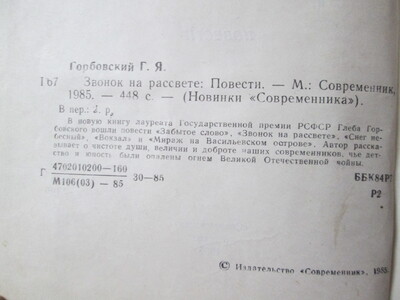 Горбовский Г. Я.
Г67 Звонок на рассвете: Повести. — М.: Современник,
1985. — 448 с. — (Новинки «Современника»).
В пер.: 2 р.
В новую книгу лауреата Государственной премии РСФСР Глеба Гор-
бовского вошли повести «Забытое слово», «Звонок на рассвете», «Снег не-
бесный», «Вокзал» и «Мираж на Васильевском острове». Автор расска-
зывает о чистоте души, величии и доброте наших современников, чье дет-
ство и юность были опалены огнем Великой Отечественной войны.
Г 4702010200—160
М106(03) — 85
30—85
ББК84Р7
Р2
© Издательство «Современник», 1985